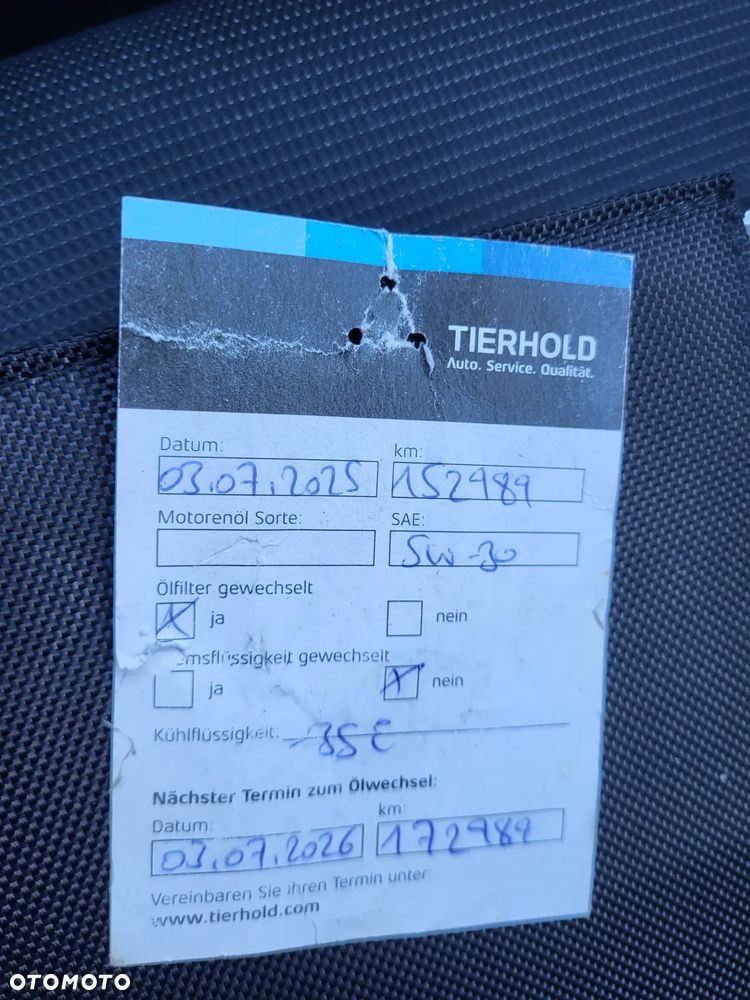 TIERHOLD
Auto. Service. Qualität.
Datum: km:
03.07.2025 152989
Motorenöl Sorte: SAE:
5W-30
Ölfilter gewechselt
X ja nein
msflüssigkeit gewechselt
ja X nein
Kühlflüssigkeit:
Nächster Termin zum Ölwechsel:
Datum: km:
03.07.2026 172989
Vereinbaren Sie ihren Termin unter:
www.tierhold.com
OTOMOTO